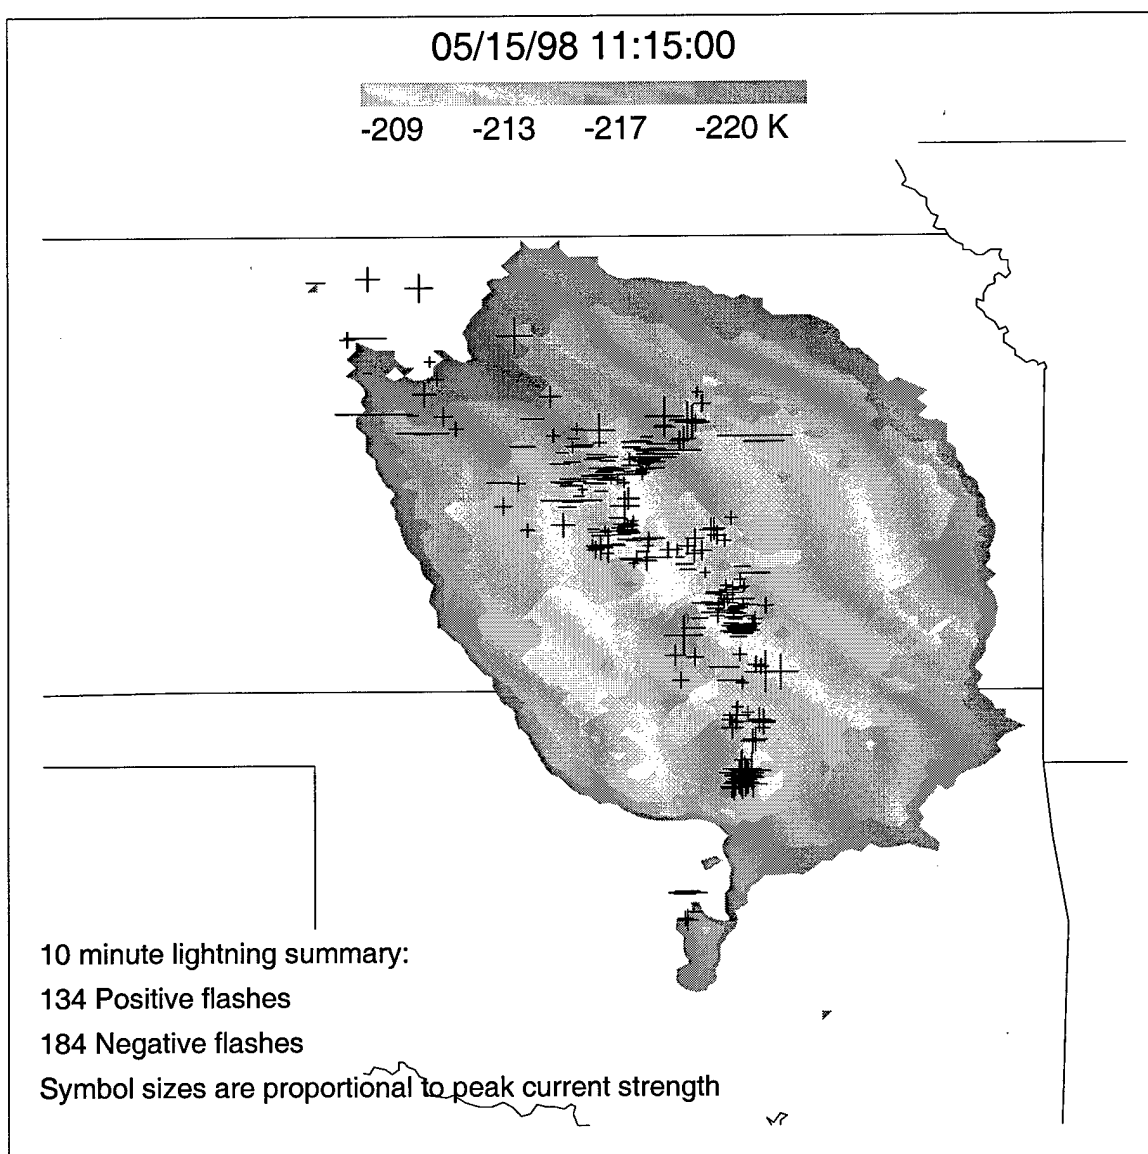 05/15/98 11:15:00
-209 -213 -217 -220 K
10 minute lightning summary:
134 Positive flashes
184 Negative flashes
Symbol sizes are proportional to peak current strength